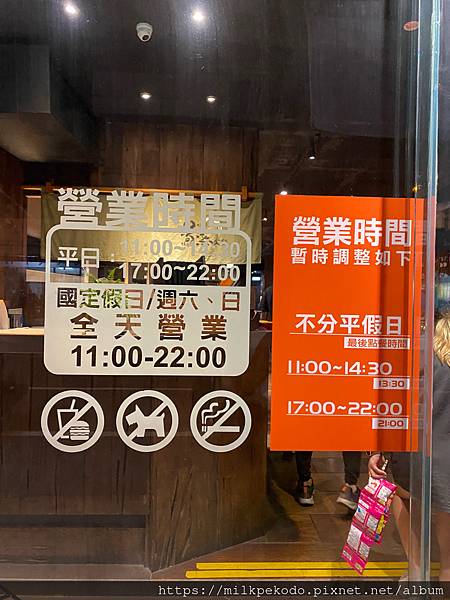 營業時間
平日 11:00~14:30
17:00~22:00
國定假日/週六、日
全天營業
11:00-22:00
營業時間
暫時調整如下
不分平假日
最後點餐時間
11:00~14:30
13:30
17:00~22:00
21:00
https://milkpekodo.pixnet.net/album